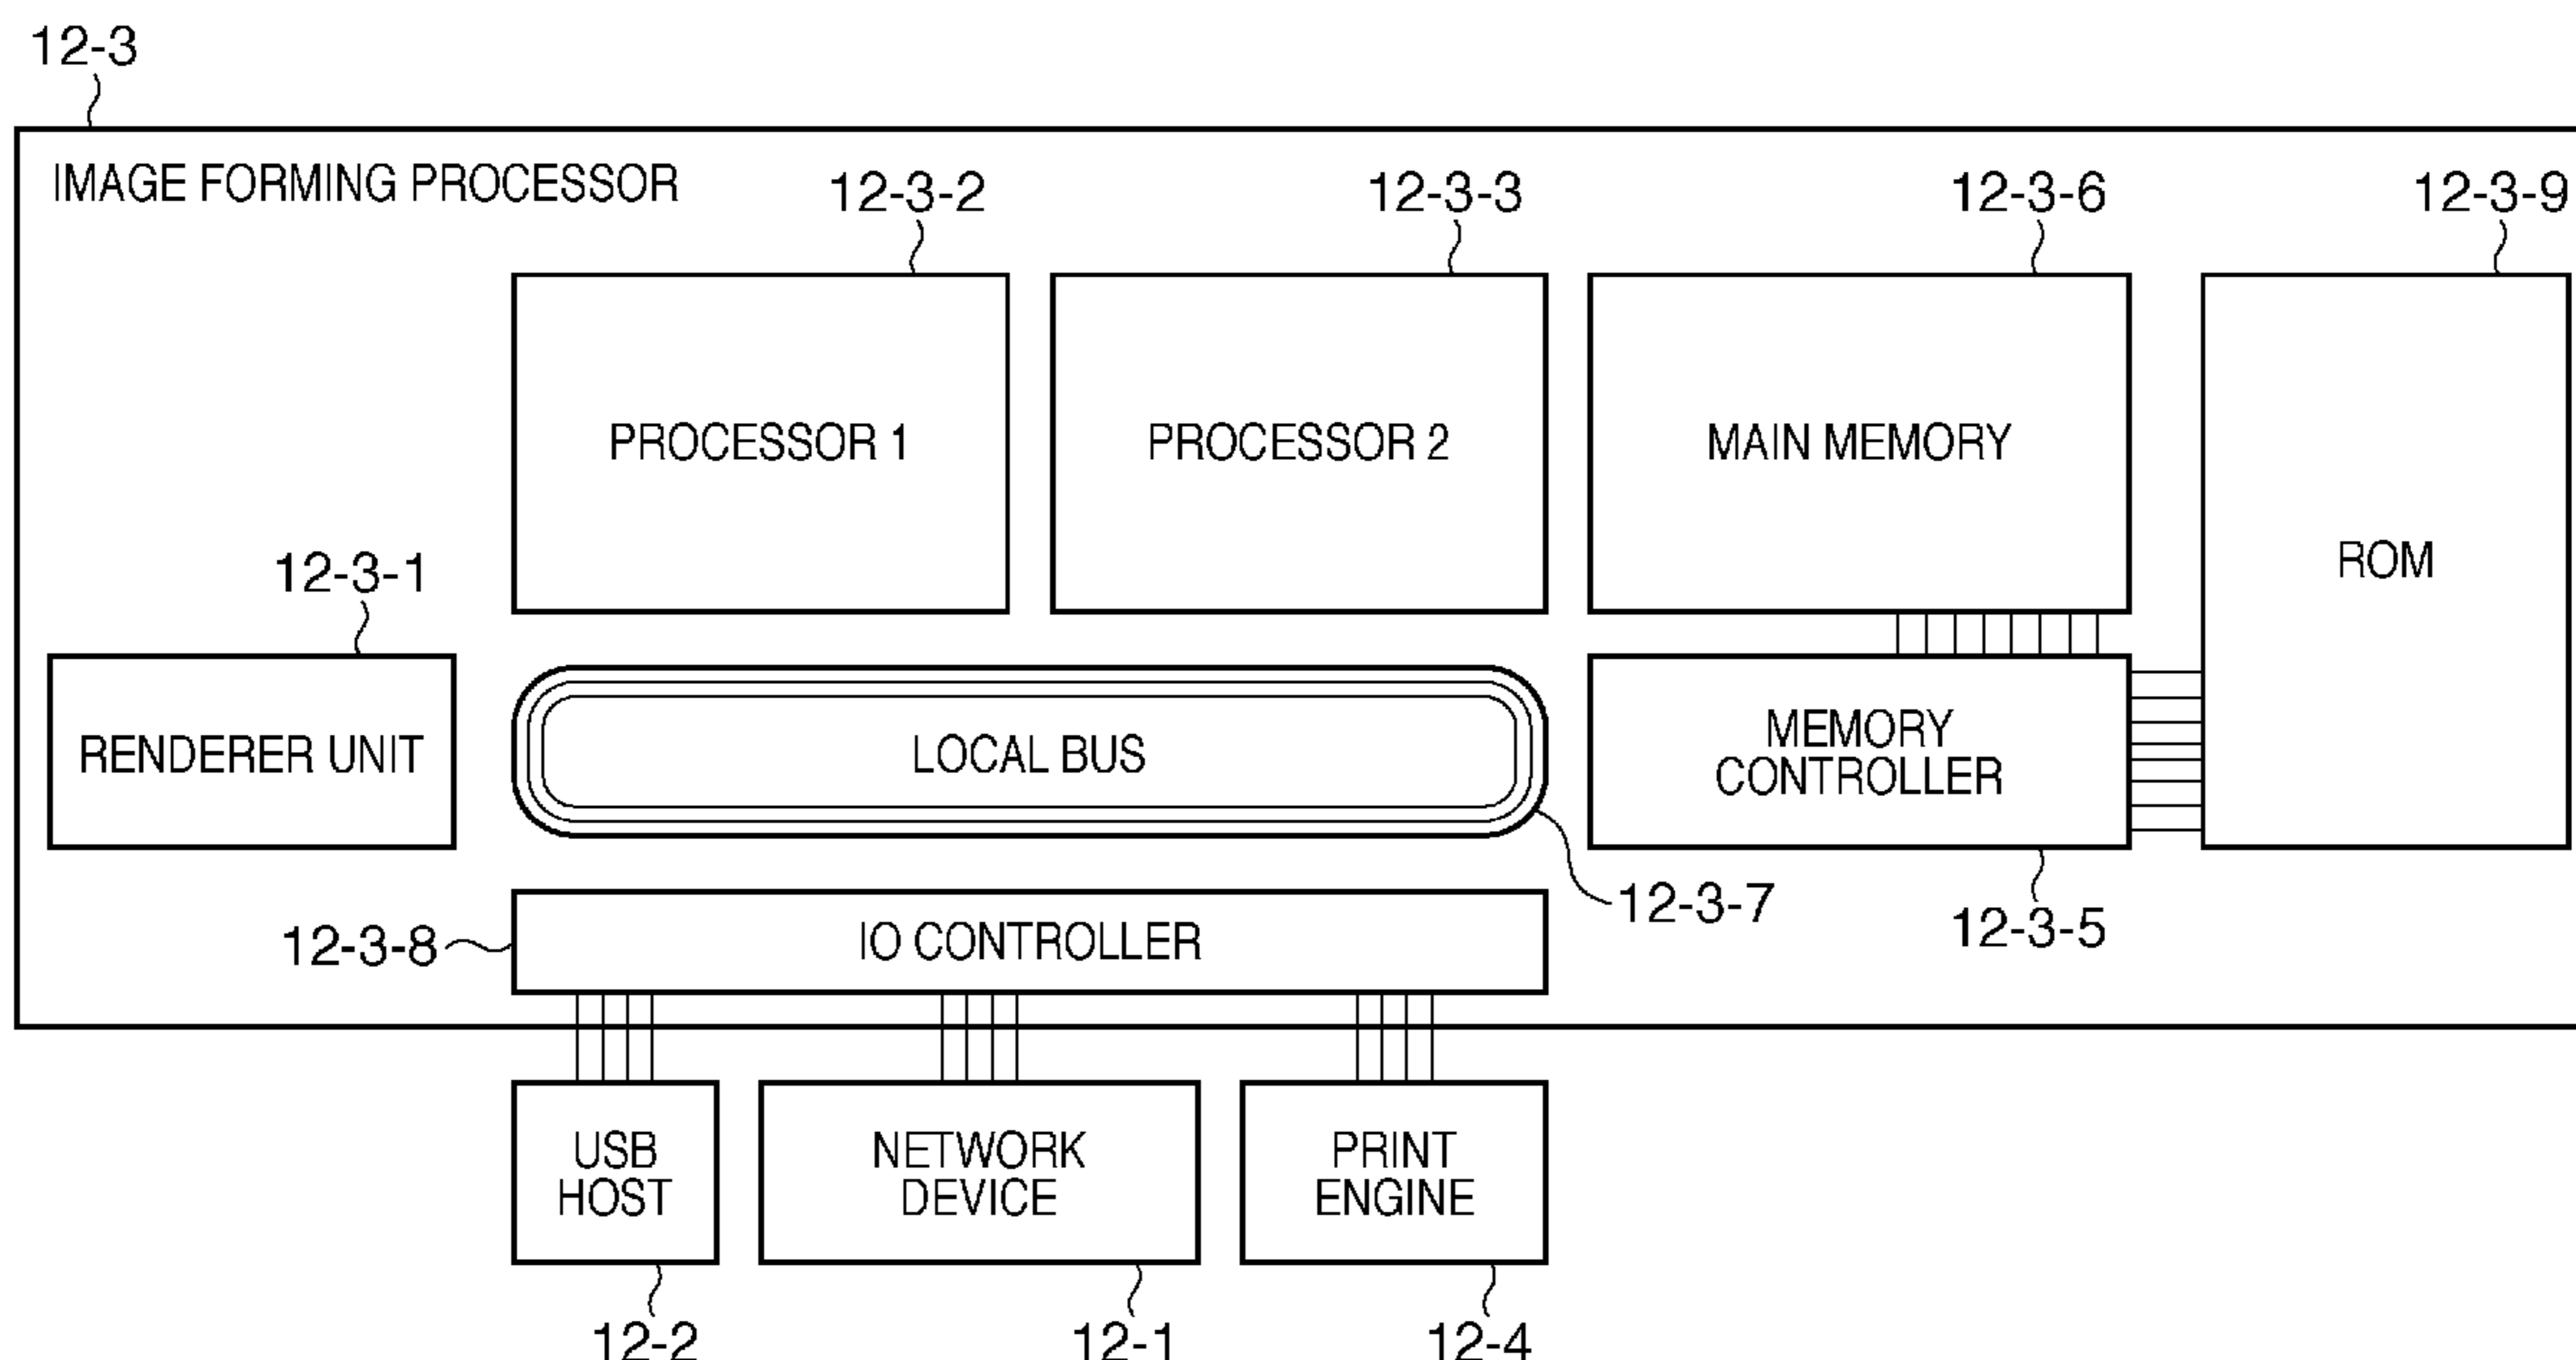 12-3
IMAGE FORMING PROCESSOR
12-3-2
12-3-3
12-3-6
12-3-9
PROCESSOR 1
PROCESSOR 2
MAIN MEMORY
ROM
12-3-1
RENDERER UNIT
LOCAL BUS
MEMORY
CONTROLLER
12-3-7
12-3-5
12-3-8
IO CONTROLLER
USB
HOST
NETWORK
DEVICE
PRINT
ENGINE
12-2
12-1
12-4